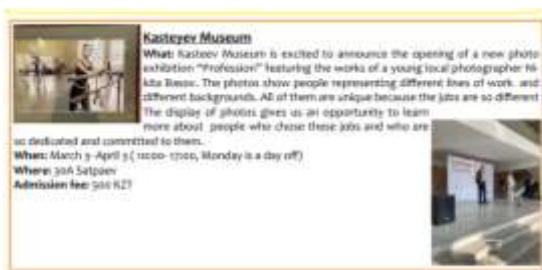 Kasteyev Museum
What: Kasteev Museum is excited to announce the opening of a new photo
exhibition "Profession" featuring the works of a young local photographer Ni-
kita Basov. The photos show people representing different lines of work and
different backgrounds. All of them are unique because the jobs are so different
The display of photos gives us an opportunity to learn
more about people who chose these jobs and who are
so dedicated and committed to them.
When: March 3-April 5 ( 10:00- 17:00, Monday is a day off)
Where: 30A Satpaev
Admission fee: 500 KZT